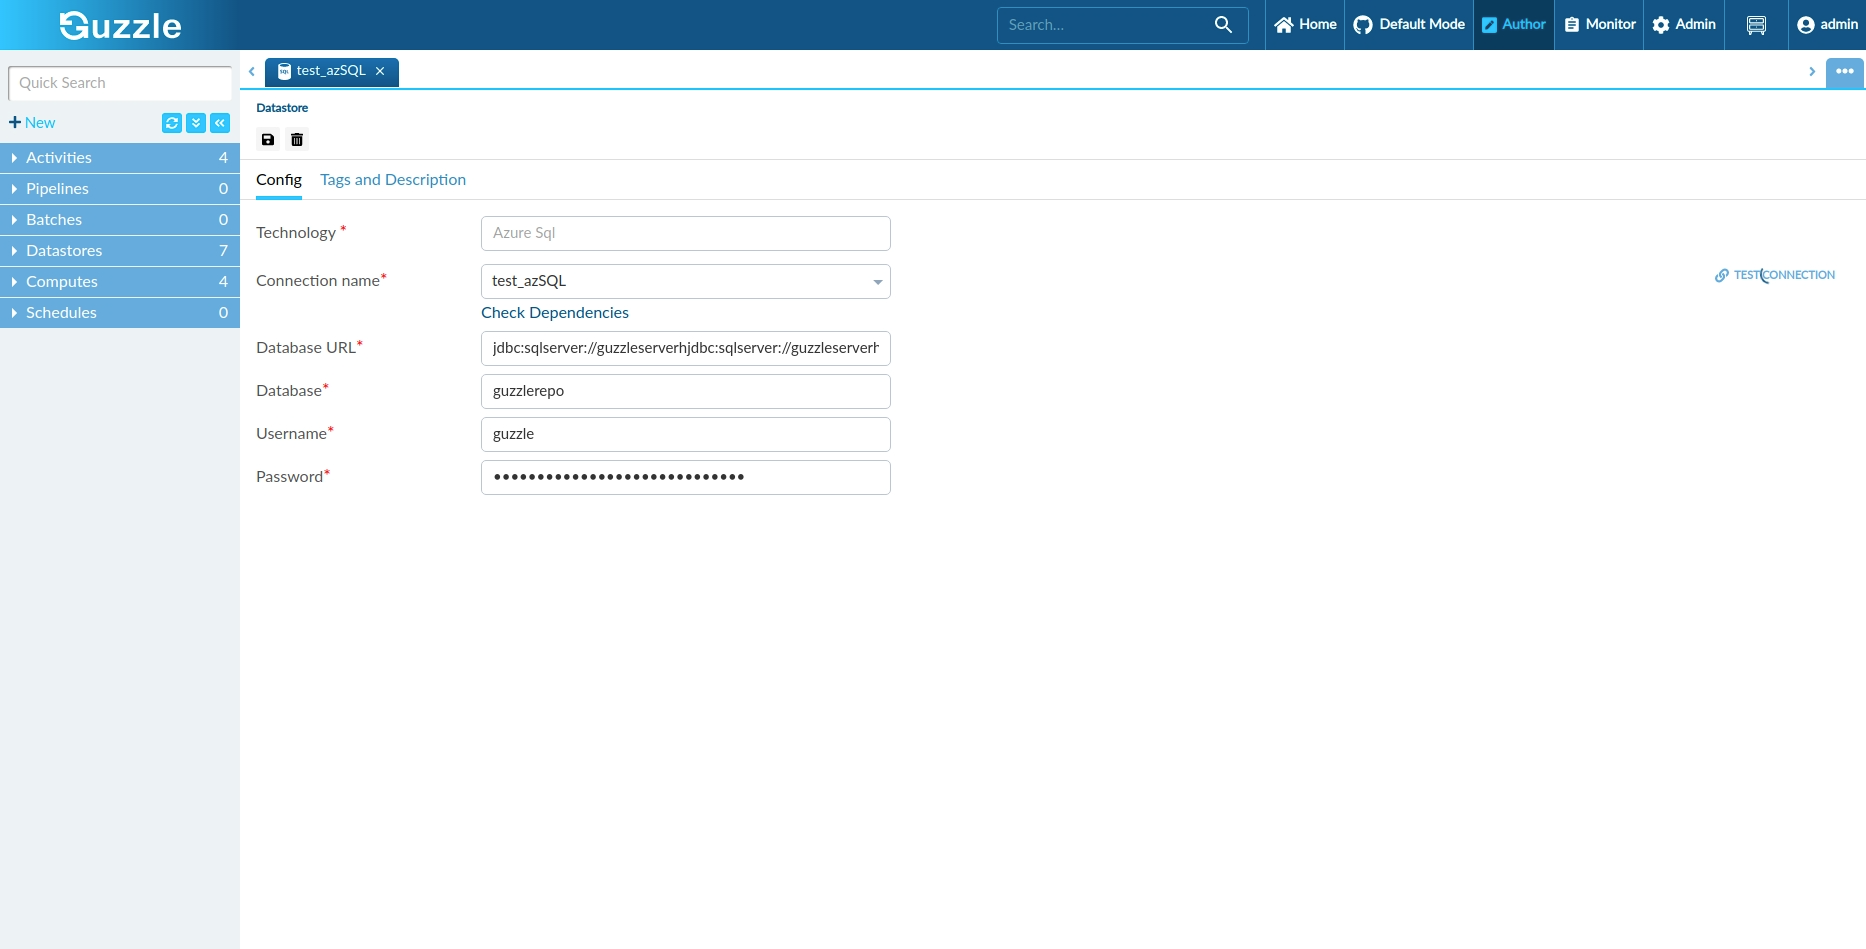 Guzzle
Search...
Home
Default Mode
Author
Monitor
Admin
admin
Quick Search
New
Activities 4
Pipelines 0
Batches 0
Datastores 7
Computes 4
Schedules 0
test_azSQL
Datastore
Config
Tags and Description
Technology *
Azure Sql
Connection name*
test_azSQL
TEST CONNECTION
Check Dependencies
Database URL*
jdbc:sqlserver://guzzleserverhjdbc:sqlserver://guzzleserverh
Database*
guzzlerepo
Username*
guzzle
Password*
•••••••••••••••••••••••••••••